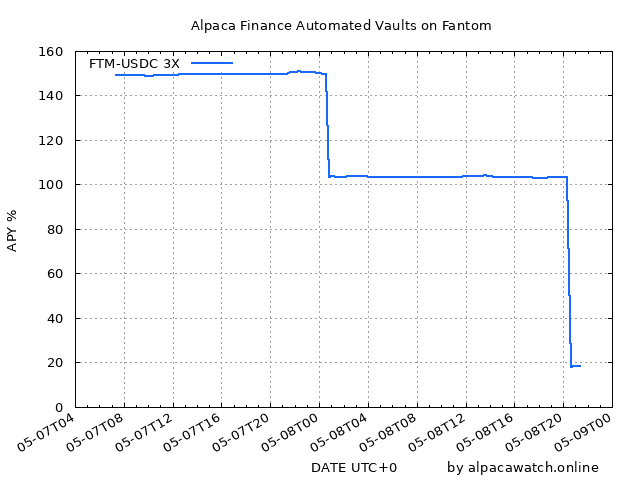 Alpaca Finance Automated Vaults on Fantom
FTM-USDC 3X
APY %
160
140
120
100
80
60
40
20
0
05-07T04
05-07T08
05-07T12
05-07T16
05-07T20
05-08T00
05-08T04
05-08T08
05-08T12
05-08T16
05-08T20
05-09T00
DATE UTC+0
by alpacawatch.online